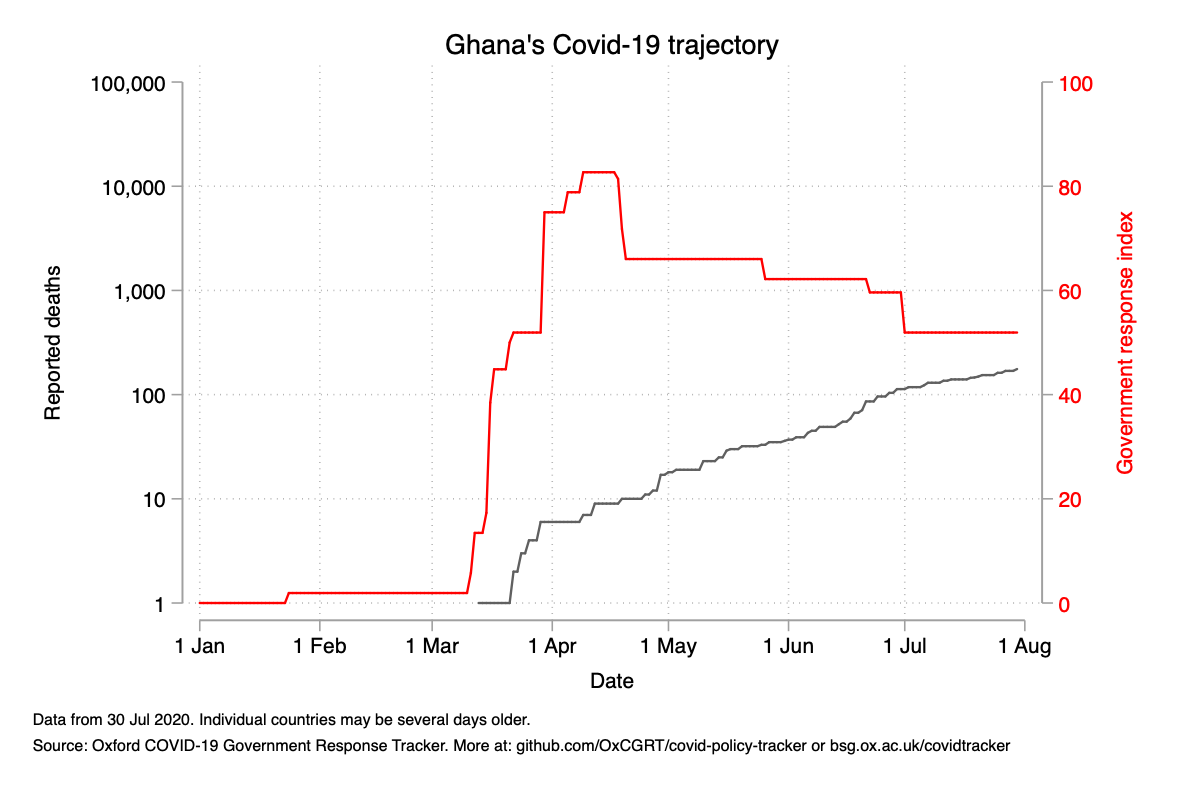 Ghana's Covid-19 trajectory
100,000
10,000
1,000
100
10
1
Reported deaths
100
80
60
40
20
0
Government response index
1 Jan 1 Feb 1 Mar 1 Apr 1 May 1 Jun 1 Jul 1 Aug
Date
Data from 30 Jul 2020. Individual countries may be several days older.
Source: Oxford COVID-19 Government Response Tracker. More at: github.com/OxCGRT/covid-policy-tracker or bsg.ox.ac.uk/covidtracker